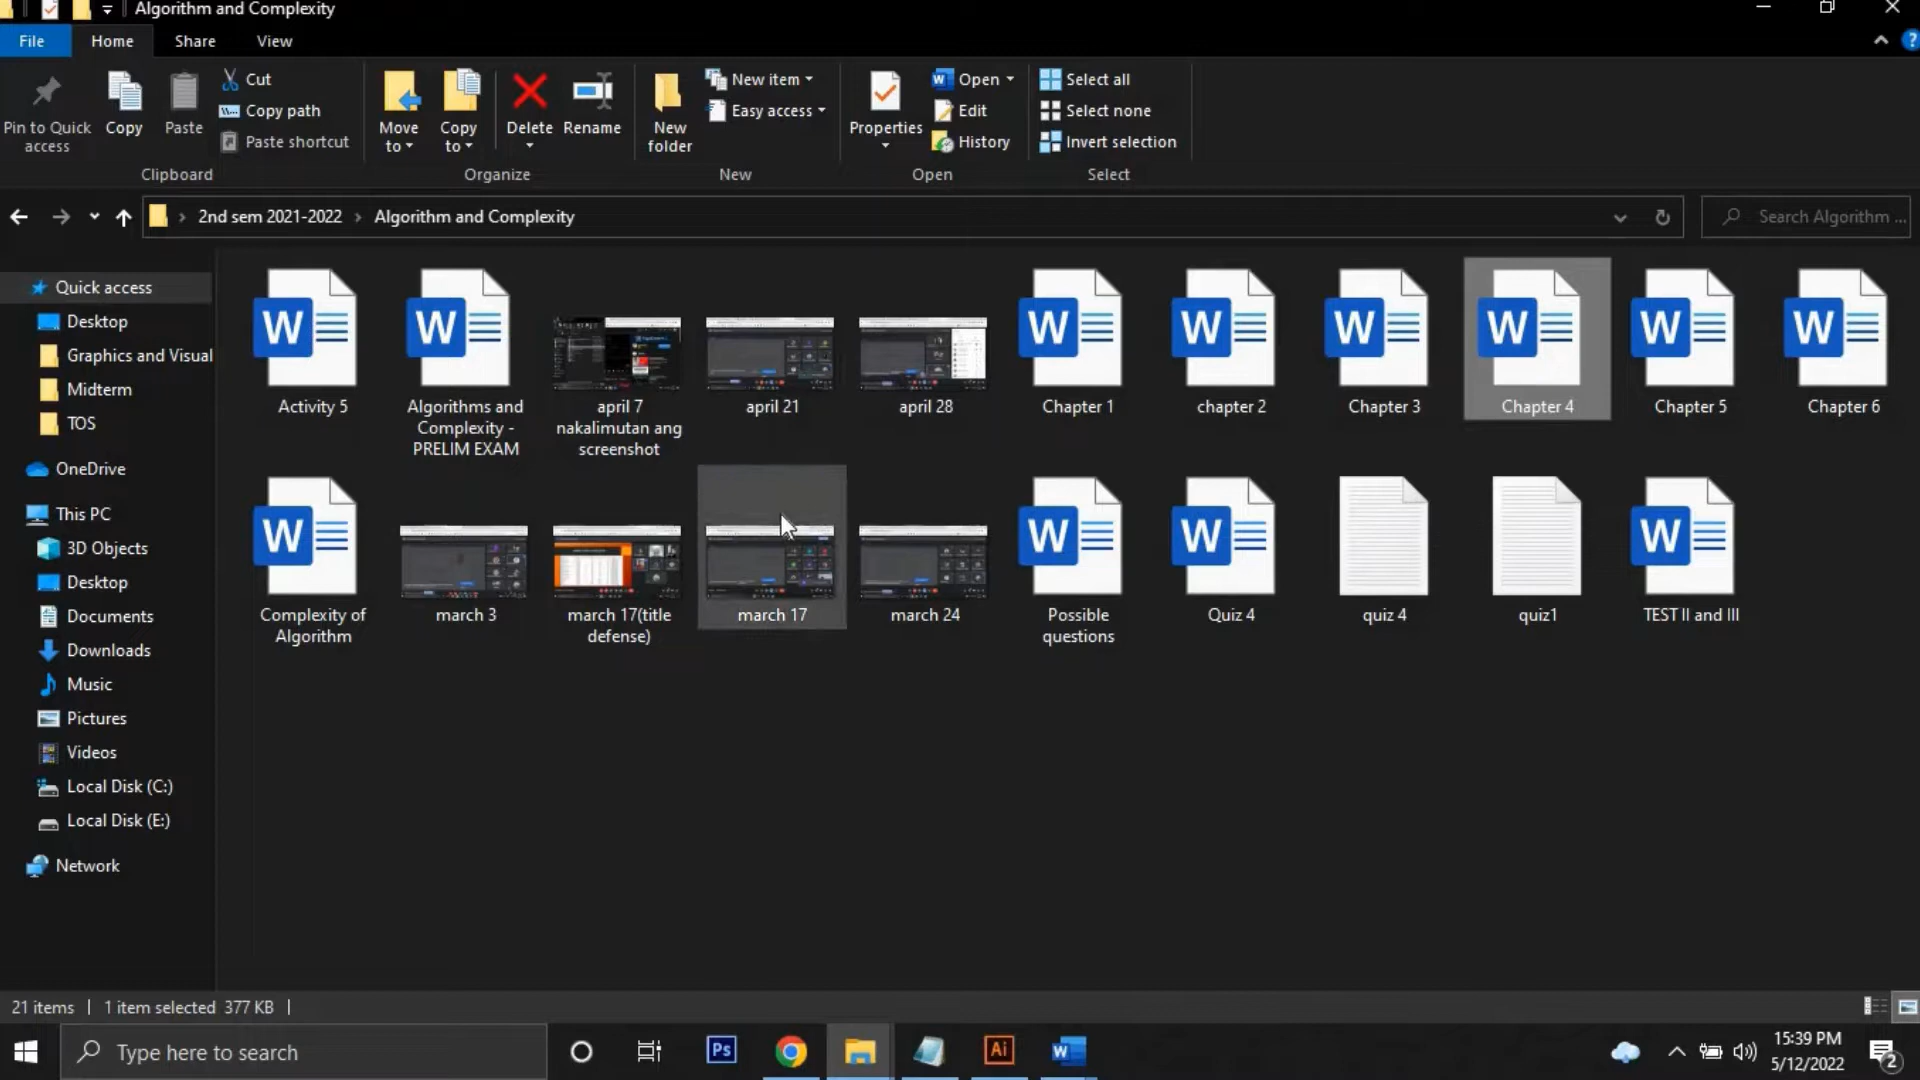 Algorithm and Complexity
File Home Share View
Pin to Quick access
Copy
Paste
Cut
Copy path
Paste shortcut
Clipboard
Move to
Copy to
Delete
Rename
Organize
New folder
New item
Easy access
New
Properties
Open
Edit
History
Open
Select all
Select none
Invert selection
Select
2nd sem 2021-2022 > Algorithm and Complexity
Search Algorithm ...
Quick access
Desktop
Graphics and Visual
Midterm
TOS
OneDrive
This PC
3D Objects
Desktop
Documents
Downloads
Music
Pictures
Videos
Local Disk (C:)
Local Disk (E:)
Network
Activity 5
Algorithms and
Complexity -
PRELIM EXAM
april 7
nakalimutan ang
screenshot
april 21
april 28
Chapter 1
chapter 2
Chapter 3
Chapter 4
Chapter 5
Chapter 6
Complexity of
Algorithm
march 3
march 17(title
defense)
march 17
march 24
Possible
questions
Quiz 4
quiz 4
quiz1
TEST II and III
21 items | 1 item selected 377 KB |
Type here to search
Ps
Ai
15:39 PM
5/12/2022
2